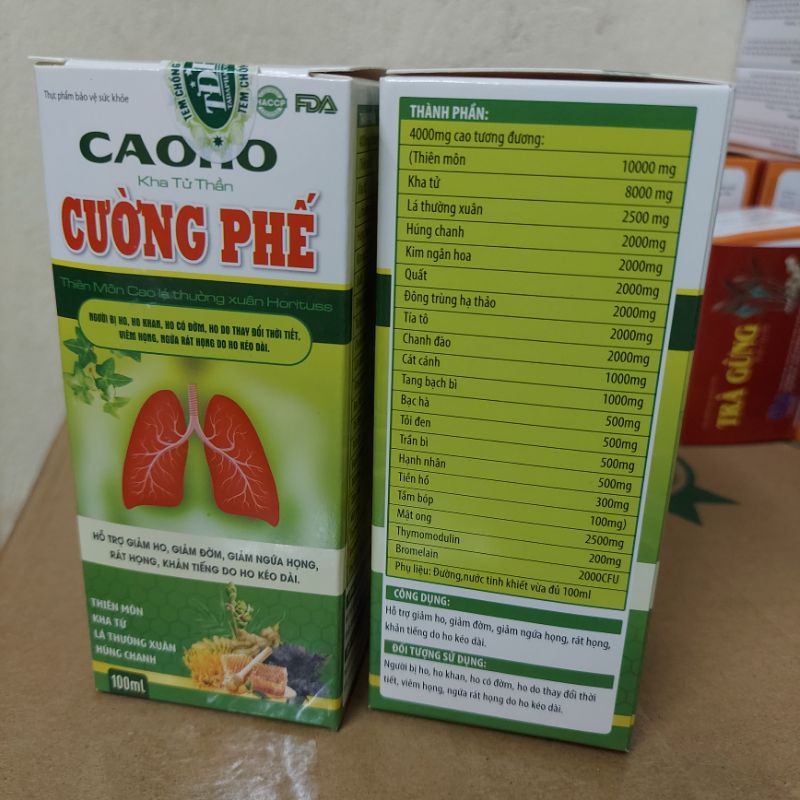 Thực phẩm bảo vệ sức khỏe
TEM CHỐNG
TDP
TEM CHỐNG
HACCP
FDA
CAOHO
Kha Tử Thần
CƯỜNG PHẾ
Thiên Môn Cao lá thường xuân Horituss
NGƯỜI BỊ HO, HO KHAN, HO CÓ ĐỜM, HO DO THAY ĐỔI THỜI TIẾT,
VIÊM HỌNG, NGỨA RÁT HỌNG DO HO KÉO DÀI.
HỖ TRỢ GIẢM HO, GIẢM ĐỜM, GIẢM NGỨA HỌNG,
RÁT HỌNG, KHẢN TIẾNG DO HO KÉO DÀI.
THIÊN MÔN
KHA TỬ
LÁ THƯỜNG XUÂN
HÚNG CHANH
100mL
THÀNH PHẦN:
4000mg cao tương đương:
(Thiên môn 10000 mg
Kha tử 8000 mg
Lá thường xuân 2500 mg
Húng chanh 2000mg
Kim ngân hoa 2000mg
Quất 2000mg
Đông trùng hạ thảo 2000mg
Tía tô 2000mg
Chanh đào 2000mg
Cát cánh 1000mg
Tang bạch bì 1000mg
Bạc hà 500mg
Tỏi đen 500mg
Trần bì 500mg
Hạnh nhân 500mg
Tiền hồ 300mg
Tầm bóp 100mg)
Mật ong 2500mg
Thymomodulin 200mg
Bromelain 2000CFU
Phụ liệu: Đường,nước tinh khiết vừa đủ 100ml
CÔNG DỤNG:
Hỗ trợ giảm ho, giảm đờm, giảm ngứa họng, rát họng,
khản tiếng do ho kéo dài.
ĐỐI TƯỢNG SỬ DỤNG:
Người bị ho, ho khan, ho có đờm, ho do thay đổi thời
tiết, viêm họng, ngứa rát họng do ho kéo dài.
TRÀ GỪNG